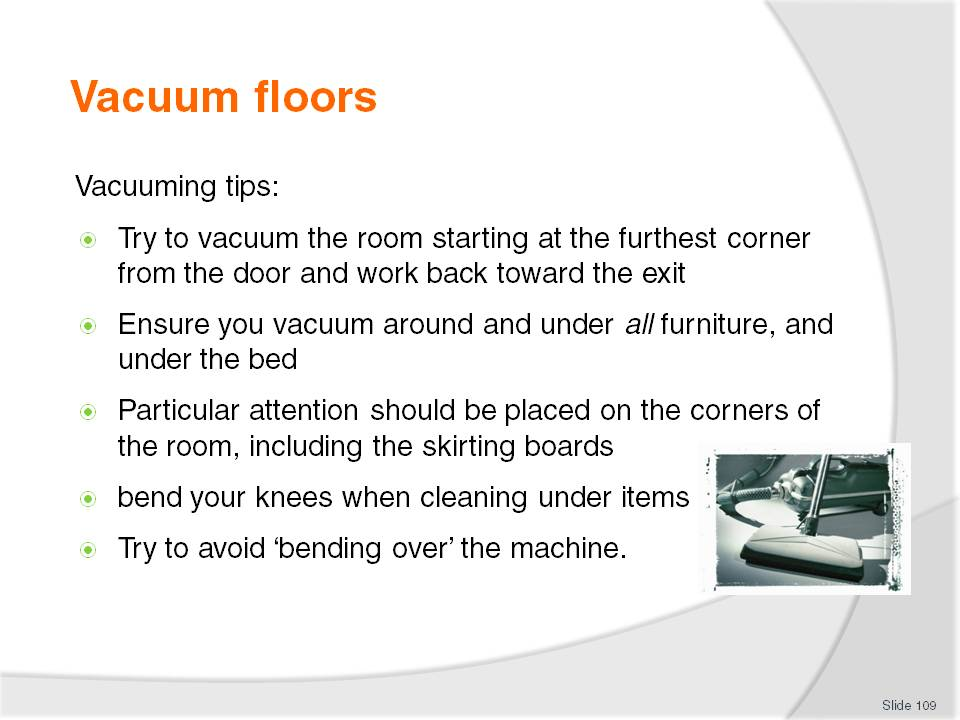 Vacuum floors
Vacuuming tips:
Try to vacuum the room starting at the furthest corner
from the door and work back toward the exit
Ensure you vacuum around and under all furniture, and
under the bed
Particular attention should be placed on the corners of
the room, including the skirting boards
bend your knees when cleaning under items
Try to avoid ‘bending over’ the machine.
Slide 109